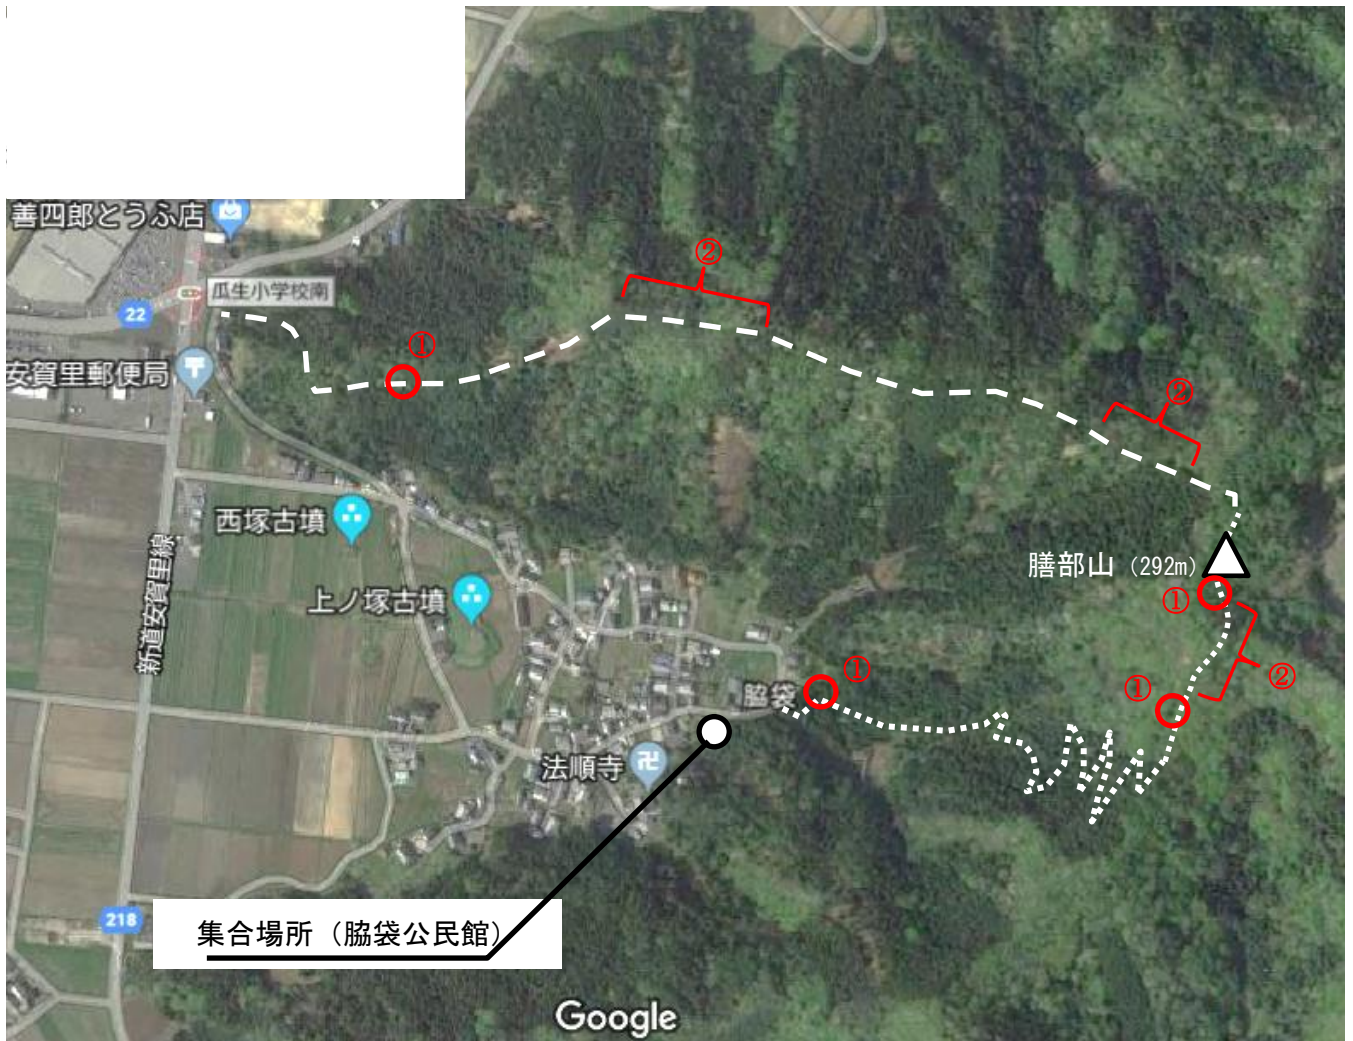 善四郎とうふ店
瓜生小学校南
22
②
①
安賀里郵便局
②
西塚古墳
膳部山（292m）
上ノ塚古墳
①
新道安賀里線
①
脇袋
①
②
法順寺
卍
218
集合場所（脇袋公民館）
Google